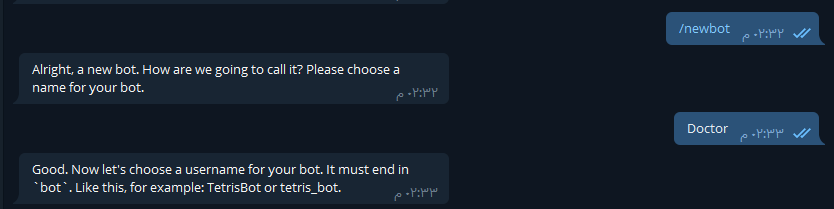 /newbot
٠٢:٣٢ م
Alright, a new bot. How are we going to call it? Please choose a
name for your bot.
٠٢:٣٢ م
Doctor
٠٢:٣٣ م
Good. Now let's choose a username for your bot. It must end in
`bot`. Like this, for example: TetrisBot or tetris_bot.
٠٢:٣٣ م